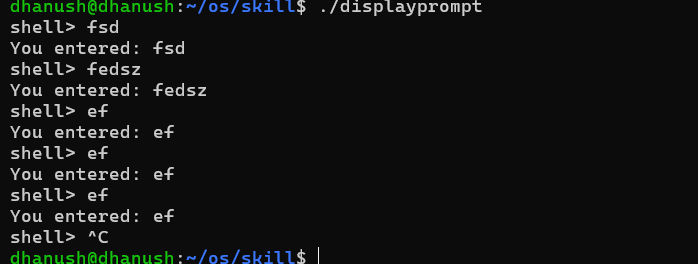 dhanush@dhanush:~/os/skill$ ./displayprompt
shell> fsd
You entered: fsd
shell> fedsz
You entered: fedsz
shell> ef
You entered: ef
shell> ef
You entered: ef
shell> ef
You entered: ef
shell> ^C
dhanush@dhanush:~/os/skill$